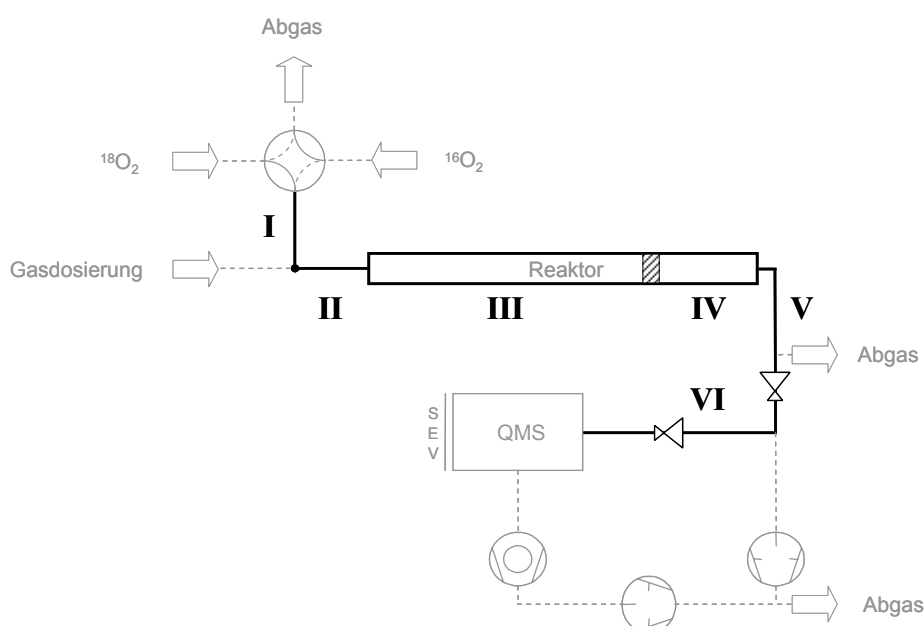 Abgas
¹⁸O₂
¹⁶O₂
I
Gasdosierung
Reaktor
II
III
IV
V
Abgas
VI
S
E
V
QMS
Abgas